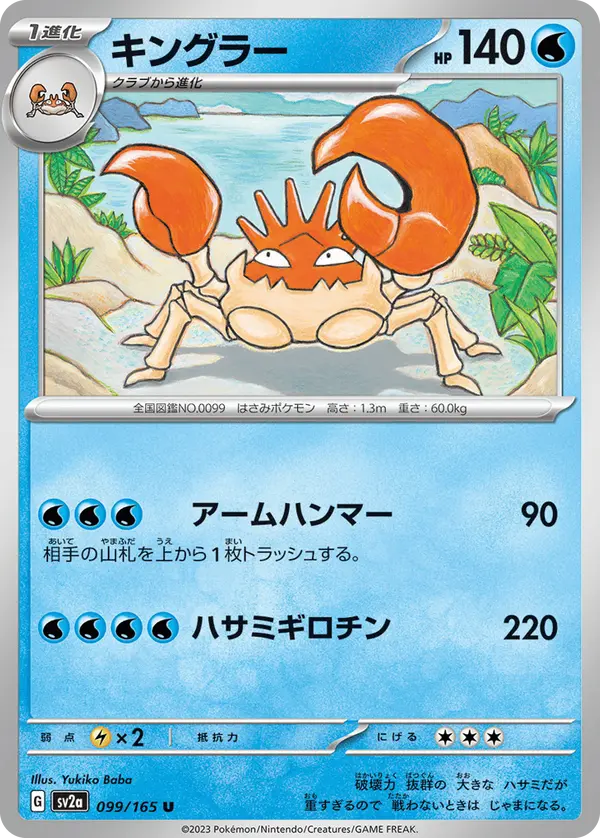 1進化
キングラー
HP 140
クラブから進化
全国図鑑NO.0099 はさみポケモン 高さ:1.3m 重さ:60.0kg
アームハンマー 90
相手の山札を上から1枚トラッシュする。
ハサミギロチン 220
弱点 ×2 抵抗力 にげる
Illus. Yukiko Baba
G sv2a 099/165 U
破壊力 抜群の 大きな ハサミだが
重すぎるので 戦わないときは じゃまになる。
©2023 Pokémon/Nintendo/Creatures/GAME FREAK.